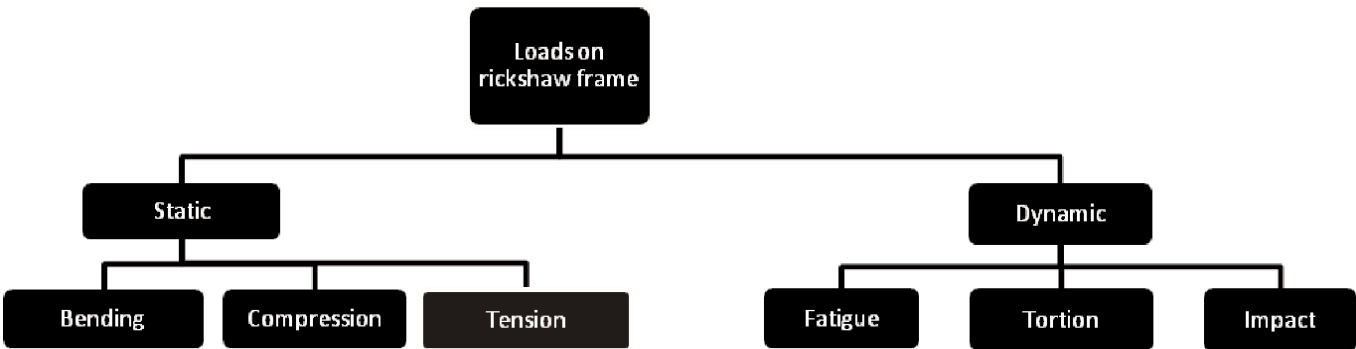 Loads on
rickshaw frame
Static
Dynamic
Bending
Compression
Tension
Fatigue
Tortion
Impact